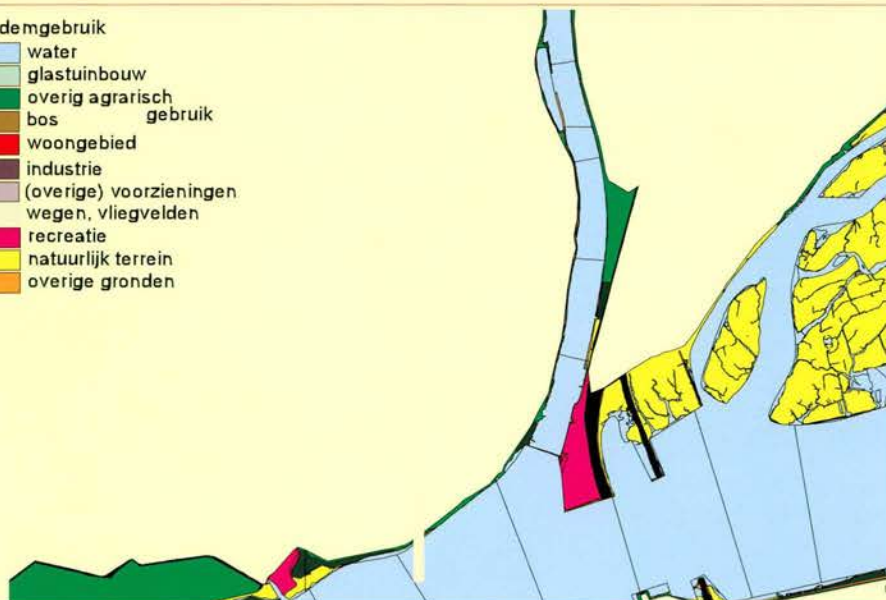 demgebruik
water
glastuinbouw
overig agrarisch
gebruik
bos
woongebied
industrie
(overige) voorzieningen
wegen, vliegvelden
recreatie
natuurlijk terrein
overige gronden